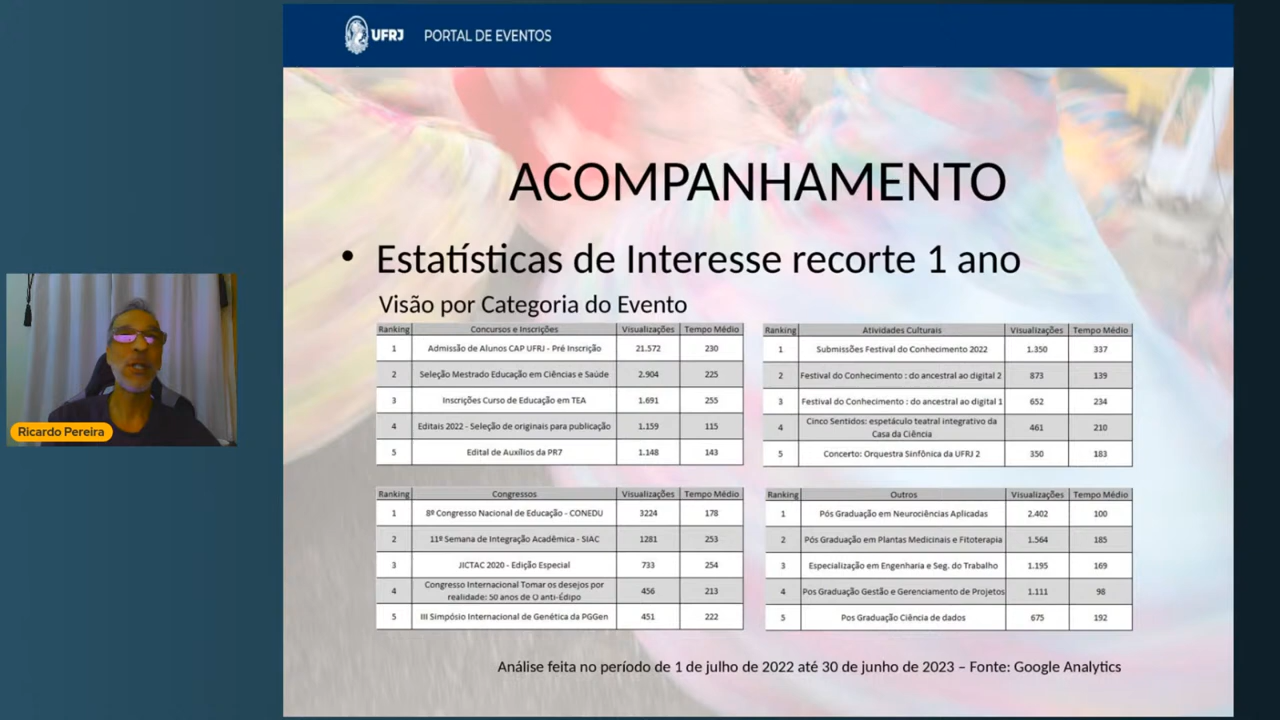 UFRJ PORTAL DE EVENTOS
ACOMPANHAMENTO
• Estatísticas de Interesse recorte 1 ano
Visão por Categoria do Evento
Ranking Concursos e Inscrições Visualizações Tempo Médio
1 Admissão de Alunos CAP UFRJ - Pré Inscrição 21.572 230
2 Seleção Mestrado Educação em Ciências e Saúde 2.904 225
3 Inscrições Curso de Educação em TEA 1.691 255
4 Editais 2022 - Seleção de originais para publicação 1.159 115
5 Edital de Auxílios da PR7 1.148 143
Ranking Atividades Culturais Visualizações Tempo Médio
1 Submissões Festival do Conhecimento 2022 1.350 337
2 Festival do Conhecimento : do ancestral ao digital 2 873 139
3 Festival do Conhecimento : do ancestral ao digital 1 652 234
4 Cinco Sentidos: espetáculo teatral integrativo da
Casa da Ciência 461 210
5 Concerto: Orquestra Sinfônica da UFRJ 2 350 183
Ranking Congressos Visualizações Tempo Médio
1 8º Congresso Nacional de Educação - CONEDU 3224 178
2 11ª Semana de Integração Acadêmica - SIAC 1281 253
3 JICTAC 2020 - Edição Especial 733 254
4 Congresso Internacional Tomar os desejos por
realidade: 50 anos de O anti-Édipo 456 213
5 III Simpósio Internacional de Genética da PGGen 451 222
Ranking Outros Visualizações Tempo Médio
1 Pós Graduação em Neurociências Aplicadas 2.402 100
2 Pós Graduação em Plantas Medicinais e Fitoterapia 1.564 185
3 Especialização em Engenharia e Seg. do Trabalho 1.195 169
4 Pos Graduação Gestão e Gerenciamento de Projetos 1.111 98
5 Pos Graduação Ciência de dados 675 192
Análise feita no período de 1 de julho de 2022 até 30 de junho de 2023 – Fonte: Google Analytics
Ricardo Pereira